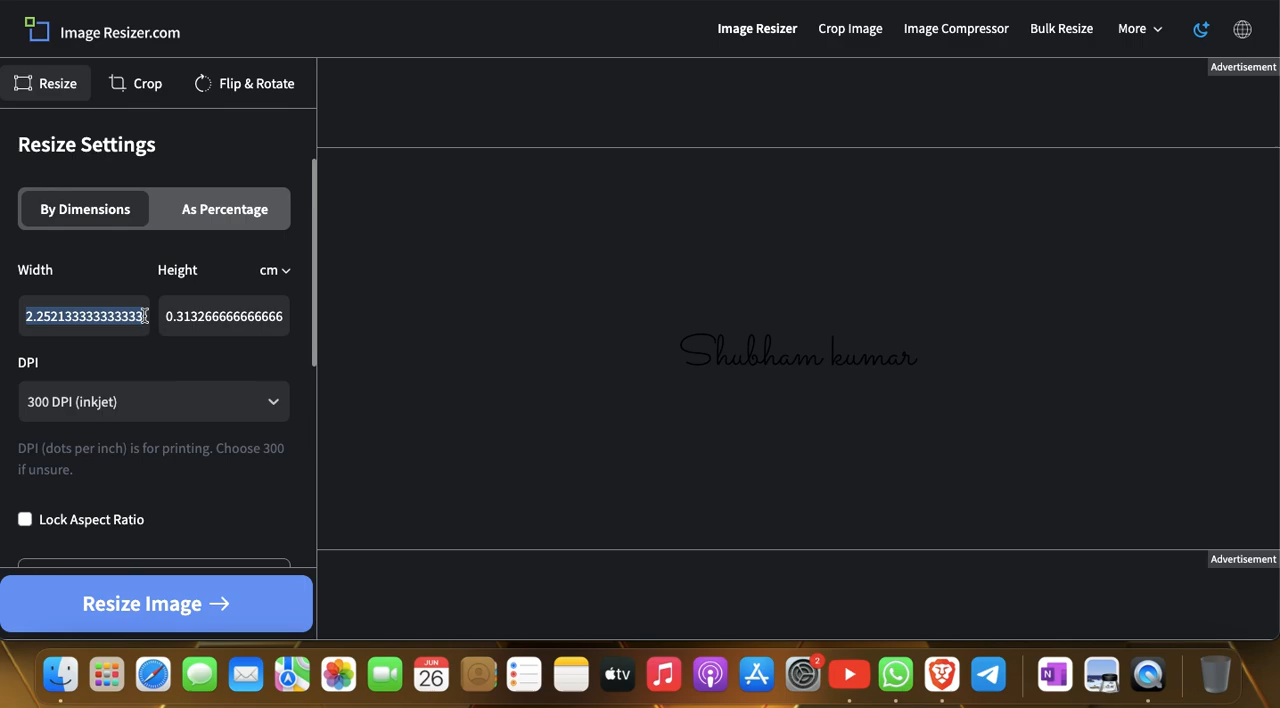 Image Resizer.com
Image Resizer
Crop Image
Image Compressor
Bulk Resize
More
Resize
Crop
Flip & Rotate
Advertisement
Resize Settings
By Dimensions
As Percentage
Width
Height
cm
2.252133333333333
0.313266666666666
Shubham kumar
DPI
300 DPI (inkjet)
DPI (dots per inch) is for printing. Choose 300
if unsure.
Lock Aspect Ratio
Advertisement
Resize Image →
JUN
26
tv
2
N